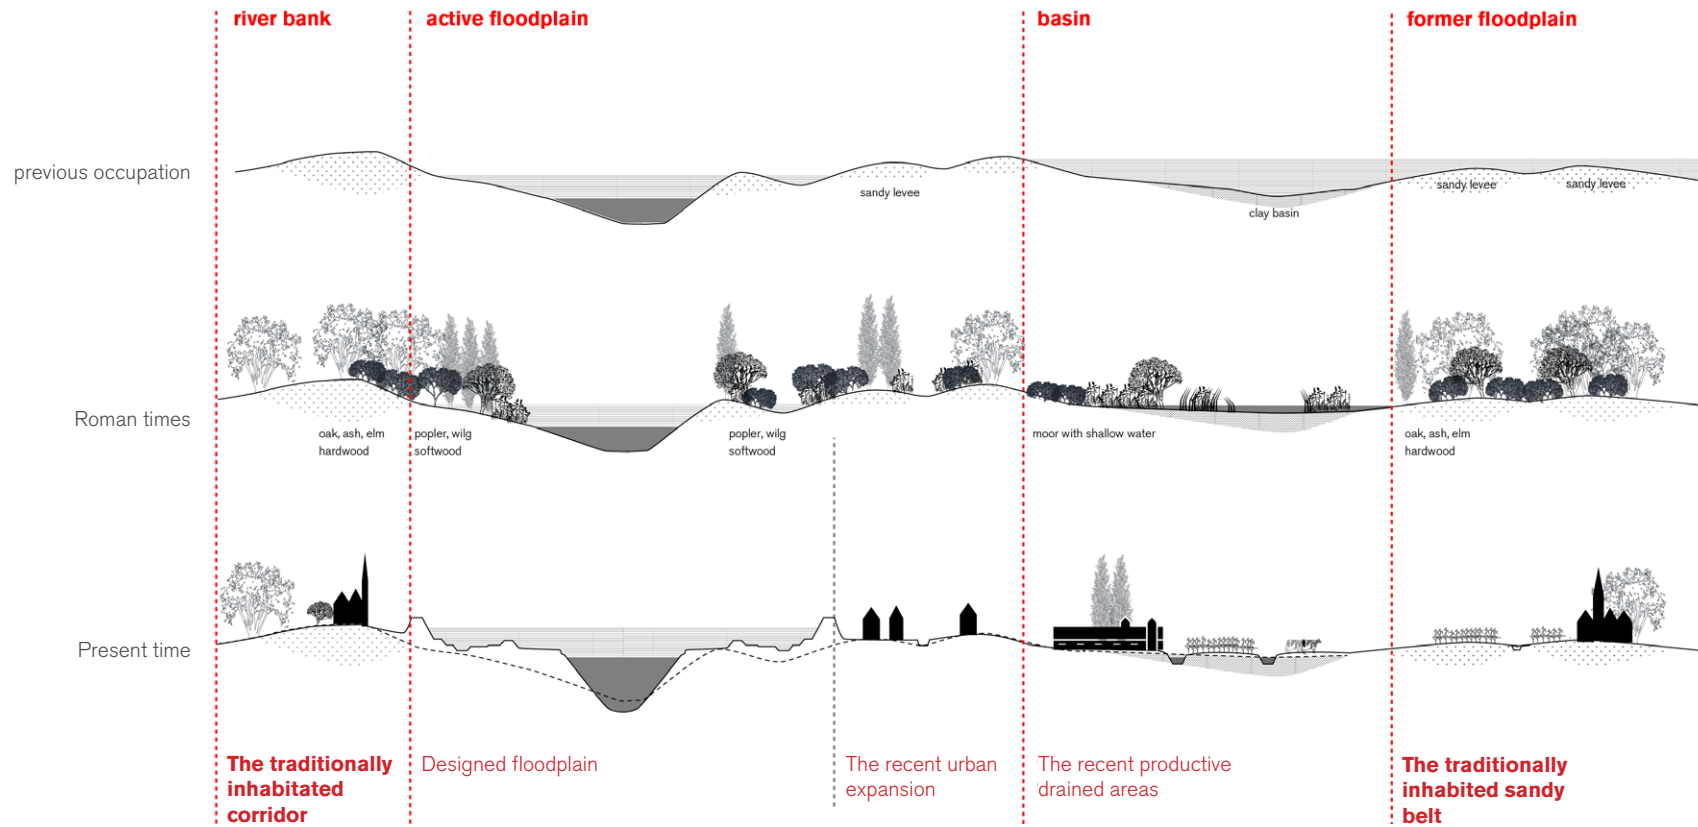 river bank
active floodplain
basin
former floodplain
previous occupation
sandy levee
clay basin
sandy levee
sandy levee
Roman times
oak, ash, elm
hardwood
popler, wilg
softwood
popler, wilg
softwood
moor with shallow water
oak, ash, elm
hardwood
Present time
The traditionally
inhabitated
corridor
Designed floodplain
The recent urban
expansion
The recent productive
drained areas
The traditionally
inhabited sandy
belt